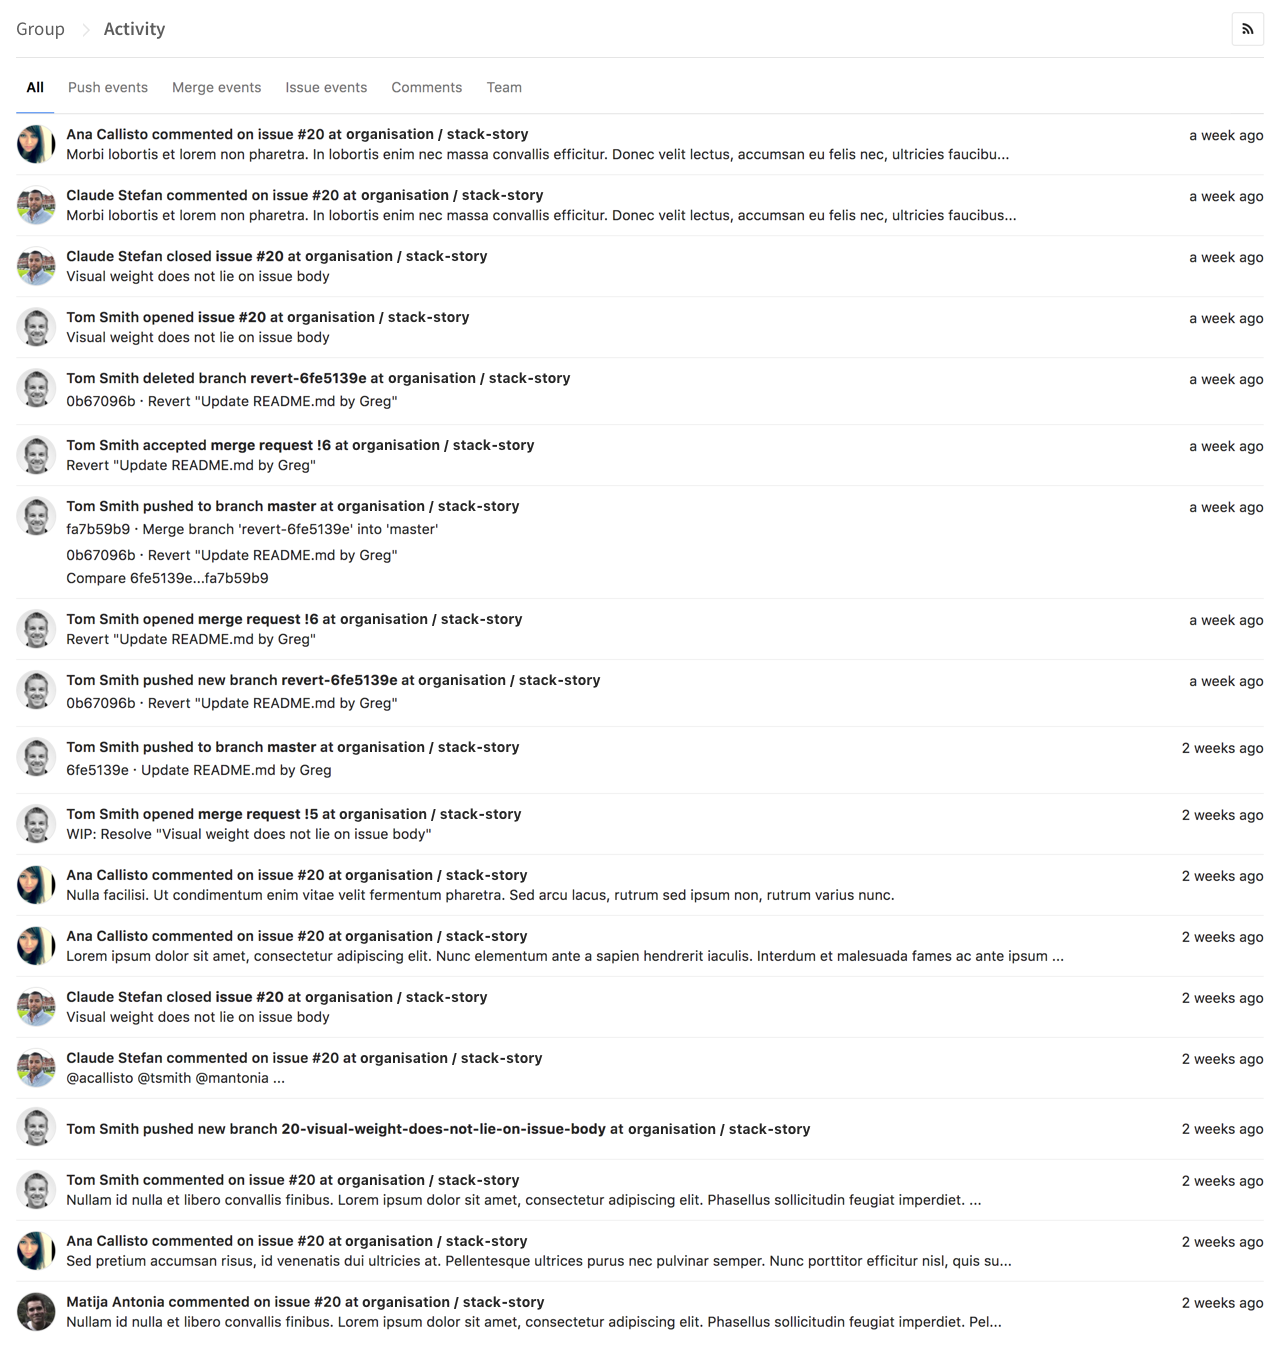 Group Activity
All Push events Merge events Issue events Comments Team
Ana Callisto commented on issue #20 at organisation / stack-story a week ago
Morbi lobortis et lorem non pharetra. In lobortis enim nec massa convallis efficitur. Donec velit lectus, accumsan eu felis nec, ultricies faucibu...
Claude Stefan commented on issue #20 at organisation / stack-story a week ago
Morbi lobortis et lorem non pharetra. In lobortis enim nec massa convallis efficitur. Donec velit lectus, accumsan eu felis nec, ultricies faucibus...
Claude Stefan closed issue #20 at organisation / stack-story a week ago
Visual weight does not lie on issue body
Tom Smith opened issue #20 at organisation / stack-story a week ago
Visual weight does not lie on issue body
Tom Smith deleted branch revert-6fe5139e at organisation / stack-story a week ago
0b67096b · Revert "Update README.md by Greg"
Tom Smith accepted merge request !6 at organisation / stack-story a week ago
Revert "Update README.md by Greg"
Tom Smith pushed to branch master at organisation / stack-story a week ago
fa7b59b9 · Merge branch 'revert-6fe5139e' into 'master'
0b67096b · Revert "Update README.md by Greg"
Compare 6fe5139e...fa7b59b9
Tom Smith opened merge request !6 at organisation / stack-story a week ago
Revert "Update README.md by Greg"
Tom Smith pushed new branch revert-6fe5139e at organisation / stack-story a week ago
0b67096b · Revert "Update README.md by Greg"
Tom Smith pushed to branch master at organisation / stack-story 2 weeks ago
6fe5139e · Update README.md by Greg
Tom Smith opened merge request !5 at organisation / stack-story 2 weeks ago
WIP: Resolve "Visual weight does not lie on issue body"
Ana Callisto commented on issue #20 at organisation / stack-story 2 weeks ago
Nulla facilisi. Ut condimentum enim vitae velit fermentum pharetra. Sed arcu lacus, rutrum sed ipsum non, rutrum varius nunc.
Ana Callisto commented on issue #20 at organisation / stack-story 2 weeks ago
Lorem ipsum dolor sit amet, consectetur adipiscing elit. Nunc elementum ante a sapien hendrerit iaculis. Interdum et malesuada fames ac ante ipsum ...
Claude Stefan closed issue #20 at organisation / stack-story 2 weeks ago
Visual weight does not lie on issue body
Claude Stefan commented on issue #20 at organisation / stack-story 2 weeks ago
@acallisto @tsmith @mantonia ...
Tom Smith pushed new branch 20-visual-weight-does-not-lie-on-issue-body at organisation / stack-story 2 weeks ago
Tom Smith commented on issue #20 at organisation / stack-story 2 weeks ago
Nullam id nulla et libero convallis finibus. Lorem ipsum dolor sit amet, consectetur adipiscing elit. Phasellus sollicitudin feugiat imperdiet. ...
Ana Callisto commented on issue #20 at organisation / stack-story 2 weeks ago
Sed pretium accumsan risus, id venenatis dui ultricies at. Pellentesque ultrices purus nec pulvinar semper. Nunc porttitor efficitur nisl, quis su...
Matija Antonia commented on issue #20 at organisation / stack-story 2 weeks ago
Nullam id nulla et libero convallis finibus. Lorem ipsum dolor sit amet, consectetur adipiscing elit. Phasellus sollicitudin feugiat imperdiet. Pel...